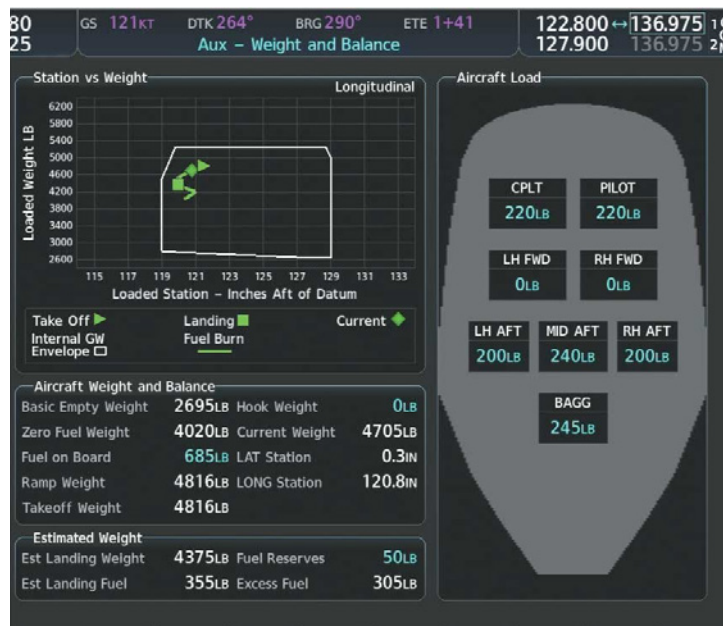 80 GS 121KT DTK 264° BRG 290° ETE 1+41 122.800 ↔ 136.975
25 Aux – Weight and Balance 127.900 136.975
Station vs Weight
Longitudinal
Loaded Weight LB
6200
5800
5400
5000
4600
4200
3800
3400
3000
2600
115 117 119 121 123 125 127 129 131 133
Loaded Station – Inches Aft of Datum
Take Off Landing Current
Internal GW Fuel Burn
Envelope
Aircraft Weight and Balance
Basic Empty Weight 2695LB Hook Weight 0LB
Zero Fuel Weight 4020LB Current Weight 4705LB
Fuel on Board 685LB LAT Station 0.3IN
Ramp Weight 4816LB LONG Station 120.8IN
Takeoff Weight 4816LB
Estimated Weight
Est Landing Weight 4375LB Fuel Reserves 50LB
Est Landing Fuel 355LB Excess Fuel 305LB
Aircraft Load
CPLT PILOT
220LB 220LB
LH FWD RH FWD
0LB 0LB
LH AFT MID AFT RH AFT
200LB 240LB 200LB
BAGG
245LB